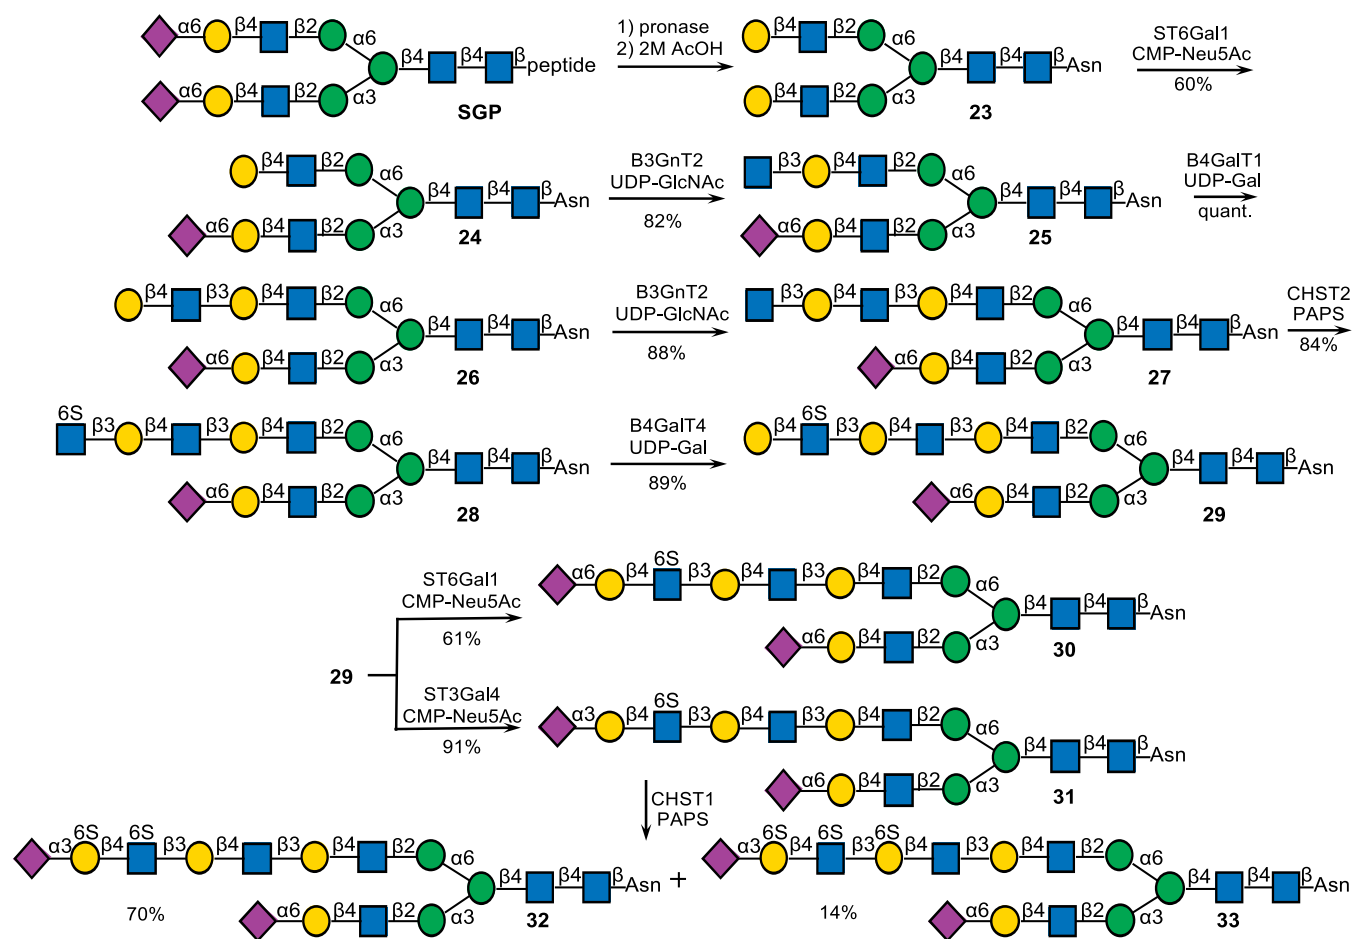 α6 β4 β2 α6 β4 β4 β peptide
α6 β4 β2 α3
SGP
1) pronase
2) 2M AcOH
β4 β2 α6 β4 β4 β Asn
β4 β2 α3
23
ST6Gal1
CMP-Neu5Ac
60%
β4 β2 α6 β4 β4 β Asn
α6 β4 β2 α3
24
B3GnT2
UDP-GlcNAc
82%
β3 β4 β2 α6 β4 β4 β Asn
α6 β4 β2 α3
25
B4GalT1
UDP-Gal
quant.
β4 β3 β4 β2 α6 β4 β4 β Asn
α6 β4 β2 α3
26
B3GnT2
UDP-GlcNAc
88%
β3 β4 β3 β4 β2 α6 β4 β4 β Asn
α6 β4 β2 α3
27
CHST2
PAPS
84%
6S
β3 β4 β3 β4 β2 α6 β4 β4 β Asn
α6 β4 β2 α3
28
B4GalT4
UDP-Gal
89%
6S
β4 β3 β4 β3 β4 β2 α6 β4 β4 β Asn
α6 β4 β2 α3
29
29
ST6Gal1
CMP-Neu5Ac
61%
6S
α6 β4 β3 β4 β3 β4 β2 α6 β4 β4 β Asn
α6 β4 β2 α3
30
ST3Gal4
CMP-Neu5Ac
91%
6S
α3 β4 β3 β4 β3 β4 β2 α6 β4 β4 β Asn
α6 β4 β2 α3
31
CHST1
PAPS
6S 6S
α3 β4 β3 β4 β3 β4 β2 α6 β4 β4 β Asn
α6 β4 β2 α3
70%
32
+
6S 6S 6S
α3 β4 β3 β4 β3 β4 β2 α6 β4 β4 β Asn
α6 β4 β2 α3
14%
33